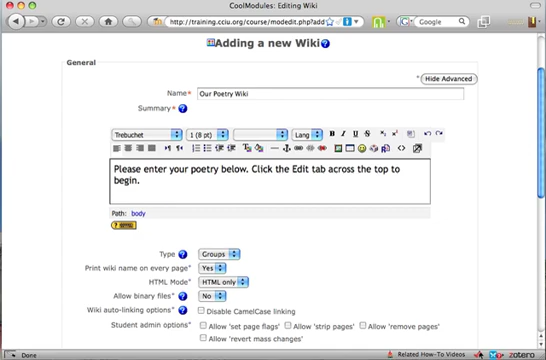 CoolModules: Editing Wiki
http://training.cciu.org/course/modedit.php?add
Google
Adding a new Wiki
General
* Hide Advanced
Name* Our Poetry Wiki
Summary*
Trebuchet 1 (8 pt) Lang B I U S
Please enter your poetry below. Click the Edit tab across the top to
begin.
Path: body
Type Groups
Print wiki name on every page* Yes
HTML Mode* HTML only
Allow binary files* No
Wiki auto-linking options* Disable CamelCase linking
Student admin options* Allow 'set page flags' Allow 'strip pages' Allow 'remove pages'
Allow 'revert mass changes'
Done Related How-To Videos zotero